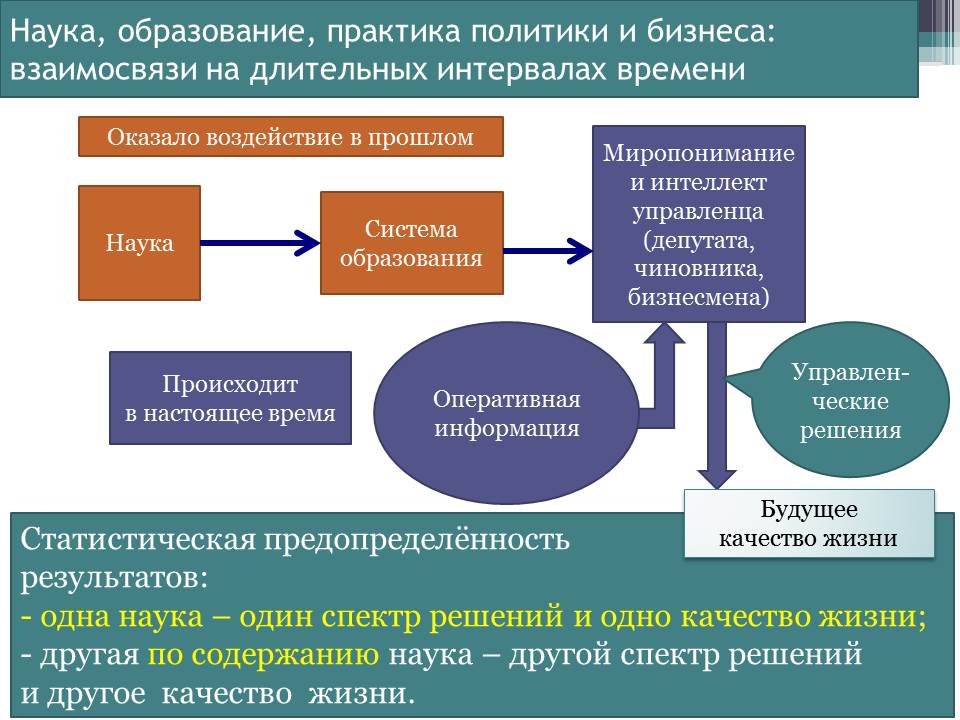 Наука, образование, практика политики и бизнеса:
взаимосвязи на длительных интервалах времени
Оказало воздействие в прошлом
Наука
Система
образования
Миропонимание
и интеллект
управленца
(депутата,
чиновника,
бизнесмена)
Происходит
в настоящее время
Оперативная
информация
Управлен-
ческие
решения
Будущее
качество жизни
Статистическая предопределённость
результатов:
- одна наука – один спектр решений и одно качество жизни;
- другая по содержанию наука – другой спектр решений
и другое качество жизни.